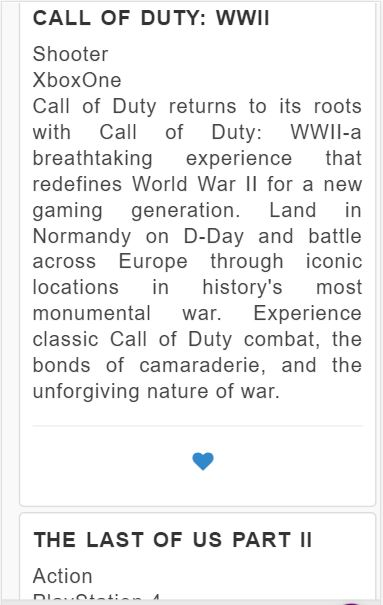 CALL OF DUTY: WWII
Shooter
XboxOne
Call of Duty returns to its roots
with Call of Duty: WWII-a
breathtaking experience that
redefines World War II for a new
gaming generation. Land in
Normandy on D-Day and battle
across Europe through iconic
locations in history's most
monumental war. Experience
classic Call of Duty combat, the
bonds of camaraderie, and the
unforgiving nature of war.
THE LAST OF US PART II
Action
PlayStation 4